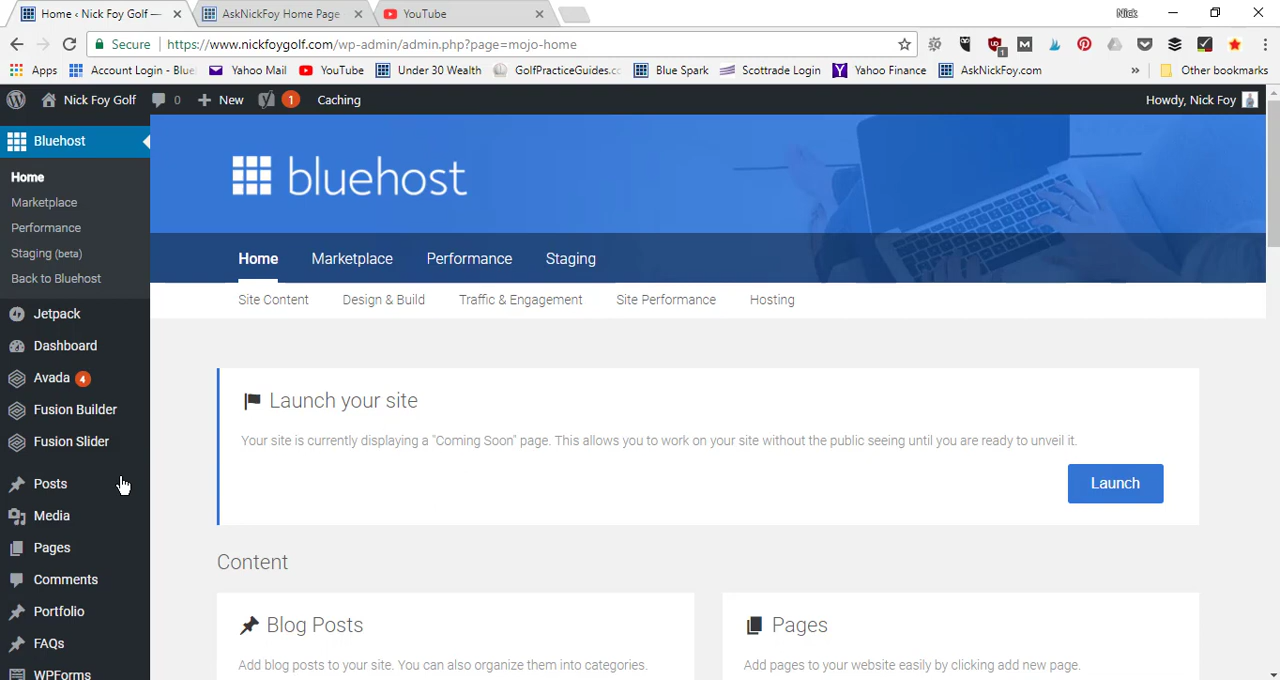 Home ‹ Nick Foy Golf —
AskNickFoy Home Page
YouTube
Nick
Secure
https://www.nickfoygolf.com/wp-admin/admin.php?page=mojo-home
1
Apps
Account Login - Blue
Yahoo Mail
YouTube
Under 30 Wealth
GolfPracticeGuides.cc
Blue Spark
Scottrade Login
Yahoo Finance
AskNickFoy.com
»
Other bookmarks
Nick Foy Golf
0
New
1
Caching
Howdy, Nick Foy
Bluehost
Home
Marketplace
Performance
Staging (beta)
Back to Bluehost
Jetpack
Dashboard
Avada 4
Fusion Builder
Fusion Slider
Posts
Media
Pages
Comments
Portfolio
FAQs
WPForms
bluehost
Home Marketplace Performance Staging
Site Content Design & Build Traffic & Engagement Site Performance Hosting
Launch your site
Your site is currently displaying a "Coming Soon" page. This allows you to work on your site without the public seeing until you are ready to unveil it.
Launch
Content
Blog Posts
Add blog posts to your site. You can also organize them into categories.
Pages
Add pages to your website easily by clicking add new page.